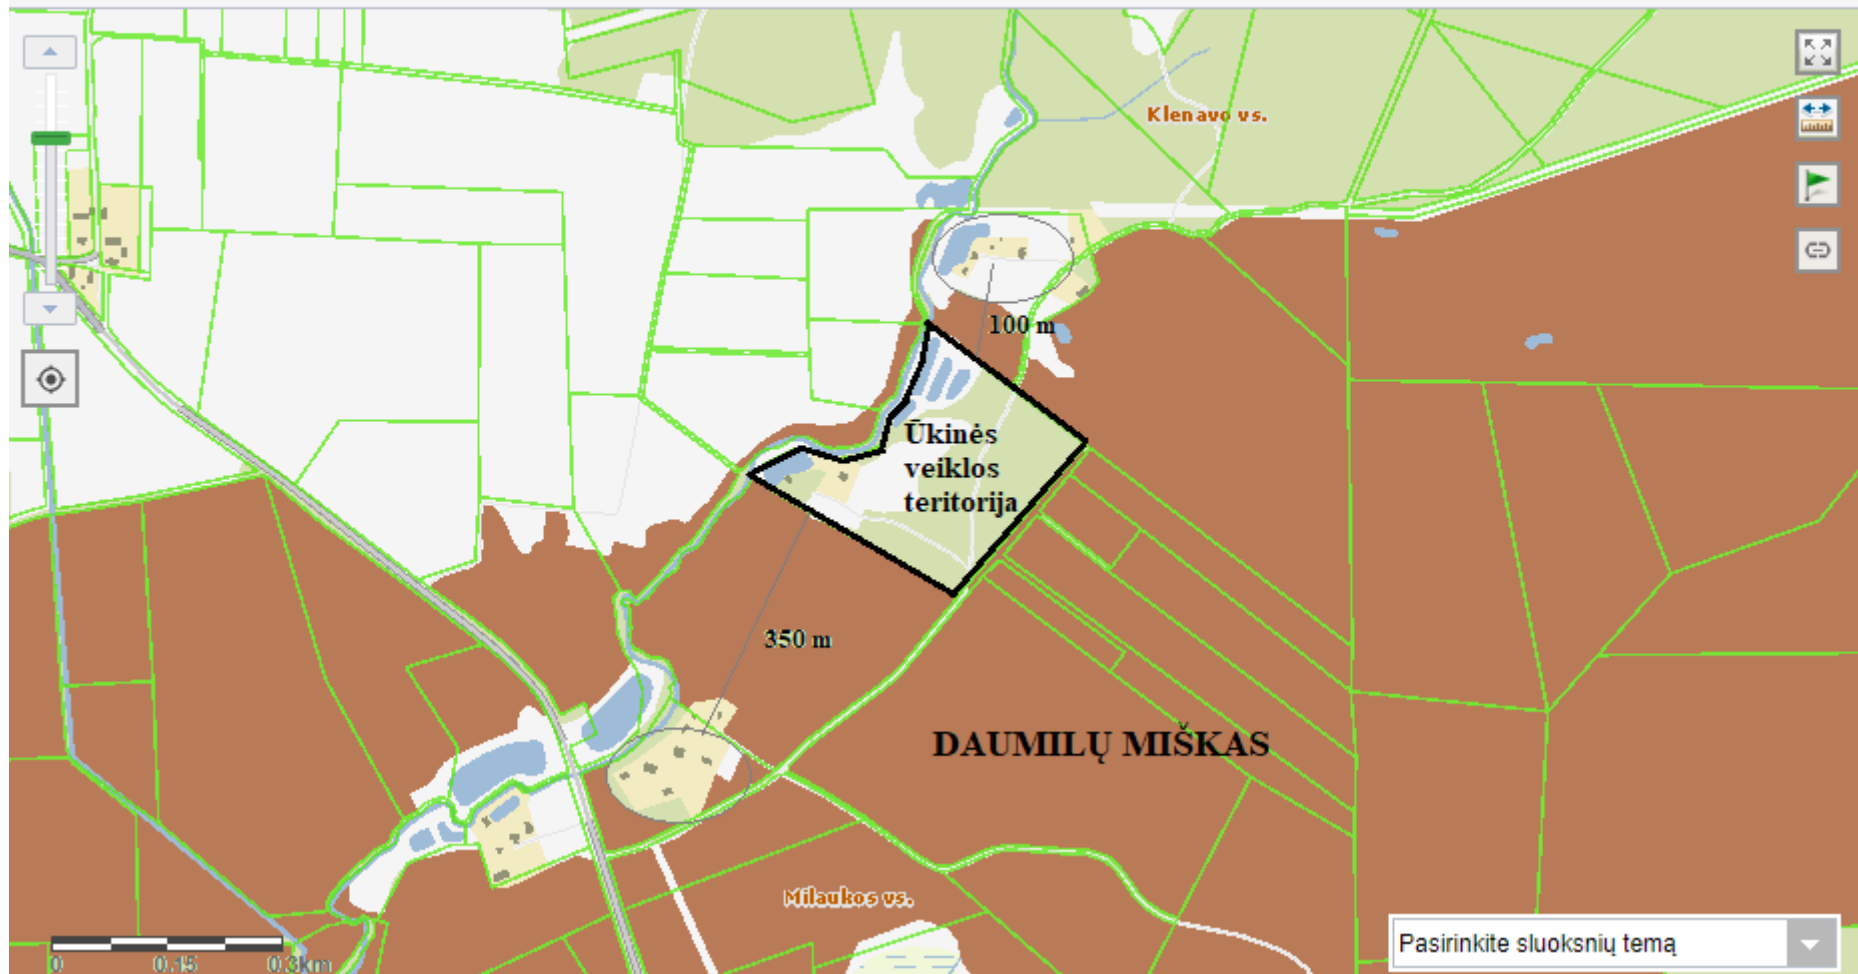 Klenavo vs.
100 m
Ūkinės
veiklos
teritorija
350 m
DAUMILŲ MIŠKAS
Milaukos vs.
0 0.15 0.3km
Pasirinkite sluoksnių temą